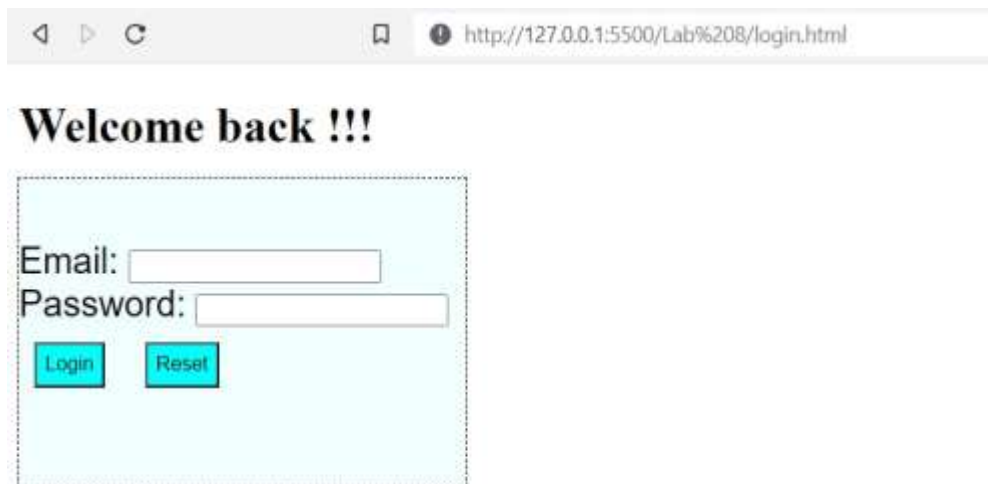 http://127.0.0.1:5500/Lab%208/login.html
Welcome back !!!
Email:
Password:
Login Reset